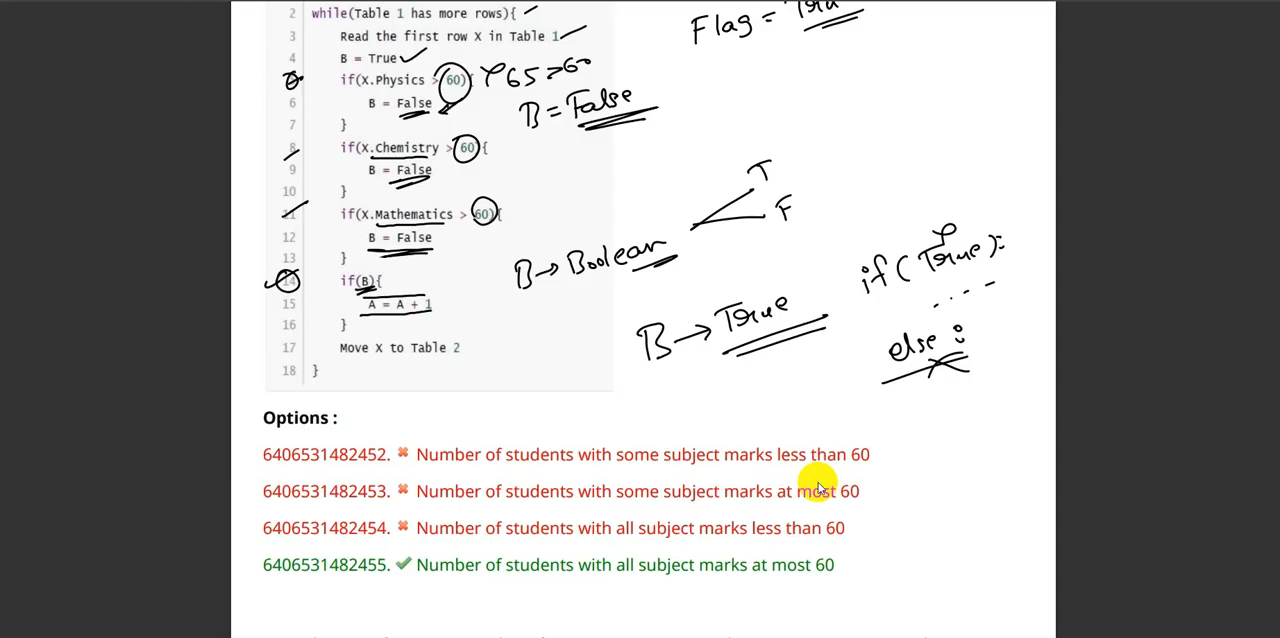 Flag = Tru
2 while(Table 1 has more rows){
3 Read the first row X in Table 1
4 B = True
if(X.Physics > 60){ 65 > 60
6 B = False
B = False
7 }
8 if(X.Chemistry > 60){
9 B = False
10 }
T
F
11 if(X.Mathematics > 60){
12 B = False
13 }
B → Boolean
if(True):
....
14 if(B){
15 A = A + 1
16 }
B → True
else:
17 Move X to Table 2
18 }
Options :
6406531482452. ✖ Number of students with some subject marks less than 60
6406531482453. ✖ Number of students with some subject marks at most 60
6406531482454. ✖ Number of students with all subject marks less than 60
6406531482455. ✔ Number of students with all subject marks at most 60